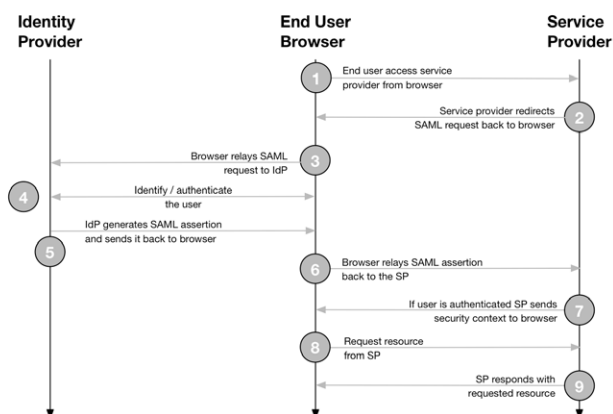 Identity
Provider
End User
Browser
Service
Provider
1
End user access service
provider from browser
Service provider redirects
SAML request back to browser
2
Browser relays SAML
request to IdP
3
4
Identify / authenticate
the user
IdP generates SAML assertion
and sends it back to browser
5
6
Browser relays SAML assertion
back to the SP
If user is authenticated SP sends
security context to browser
7
8
Request resource
from SP
SP responds with
requested resource
9